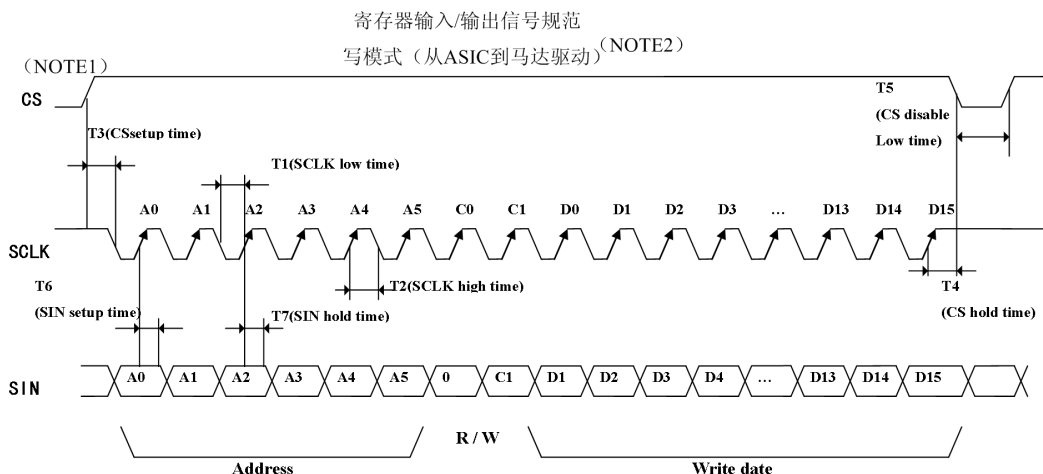 寄存器输入/输出信号规范
写模式（从ASIC到马达驱动）(NOTE2)
(NOTE1)
CS
T5
(CS disable
Low time)
T3(CSsetup time)
T1(SCLK low time)
A0 A1 A2 A3 A4 A5 C0 C1 D0 D1 D2 D3 … D13 D14 D15
SCLK
T6
(SIN setup time)
T2(SCLK high time)
T4
(CS hold time)
T7(SIN hold time)
SIN
A0 A1 A2 A3 A4 A5 0 C1 D1 D2 D3 D4 … D13 D14 D15
R / W
Address
Write date